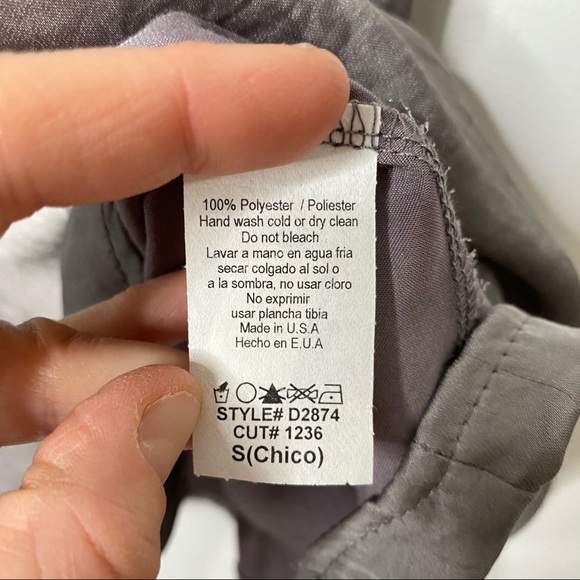 100% Polyester / Poliester
Hand wash cold or dry clean
Do not bleach
Lavar a mano en agua fria
secar colgado al sol o
a la sombra, no usar cloro
No exprimir
usar plancha tibia
Made in U.S.A
Hecho en E.U.A
STYLE# D2874
CUT# 1236
S(Chico)